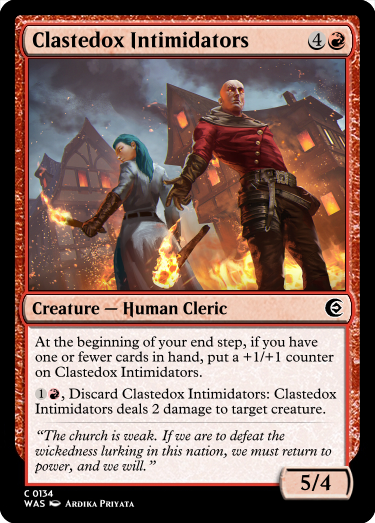 Clastedox Intimidators 4
Creature — Human Cleric
At the beginning of your end step, if you have
one or fewer cards in hand, put a +1/+1 counter
on Clastedox Intimidators.
1, Discard Clastedox Intimidators: Clastedox
Intimidators deals 2 damage to target creature.
“The church is weak. If we are to defeat the
wickedness lurking in this nation, we must return to
power, and we will.”
5/4
C 0134
WAS Ardika Priyata